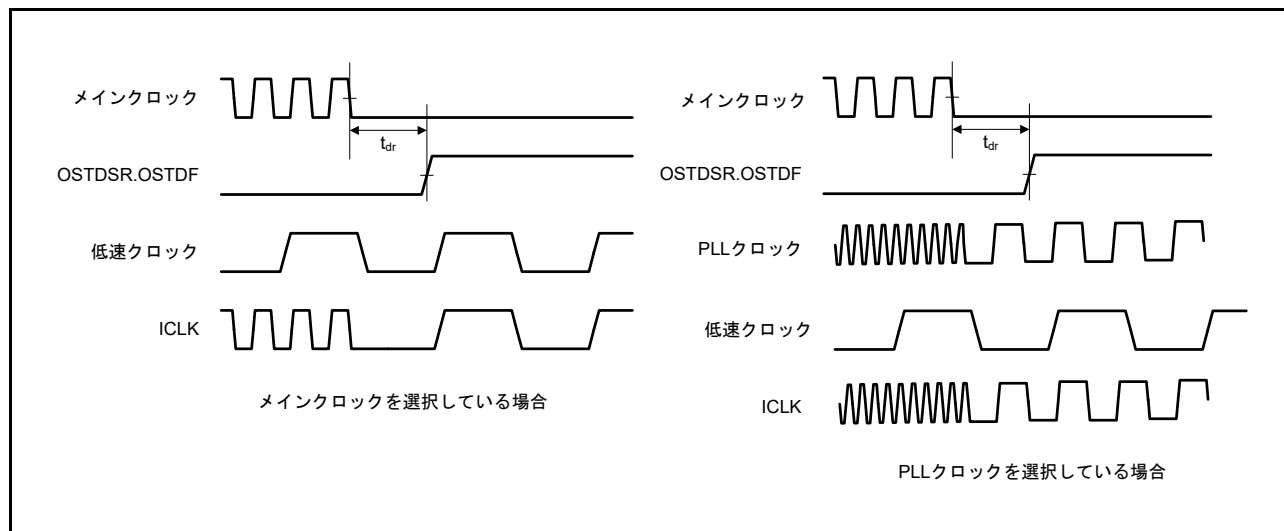 メインクロック
tdr
OSTDSR.OSTDF
低速クロック
ICLK
メインクロックを選択している場合
メインクロック
tdr
OSTDSR.OSTDF
PLLクロック
低速クロック
ICLK
PLLクロックを選択している場合